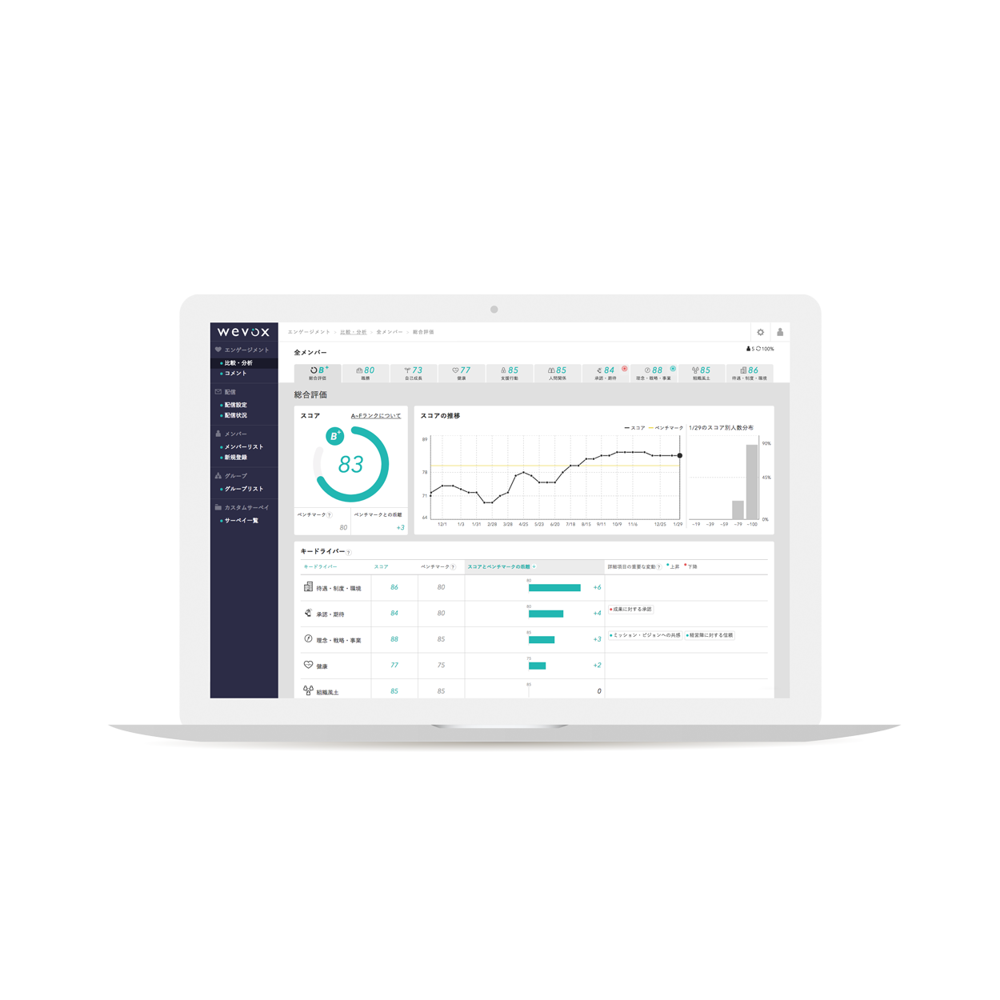 wevox
エンゲージメント
比較・分析
コメント
配信
配信設定
配信状況
メンバー
メンバーリスト
新規登録
グループ
グループリスト
カスタムサーベイ
サーベイ一覧
エンゲージメント > 比較・分析 > 全メンバー > 総合評価
全メンバー
5 100%
B+ 総合評価
80 職務
73 自己成長
77 健康
85 支援行動
85 人間関係
84 承認・期待
88 理念・戦略・事業
85 組織風土
86 待遇・制度・環境
総合評価
スコア A~Fランクについて
B+
83
ベンチマーク ? 80
ベンチマークとの乖離 +3
スコアの推移
スコア ベンチマーク
89
78
71
64
12/1 1/3 1/31 2/28 3/28 4/25 5/23 6/20 7/18 8/15 9/11 10/9 11/6 12/25 1/29
1/29のスコア別人数分布
90%
45%
0%
~19 ~39 ~59 ~79 ~100
キードライバー ?
キードライバー スコア ベンチマーク ? スコアとベンチマークの乖離 詳細項目の重要な変動 ? 上昇 下降
待遇・制度・環境 86 80 80 +6
承認・期待 84 80 80 +4 成果に対する承認
理念・戦略・事業 88 85 85 +3 ミッション・ビジョンへの共感 経営陣に対する信頼
健康 77 75 75 +2
組織風土 85 85 85 0